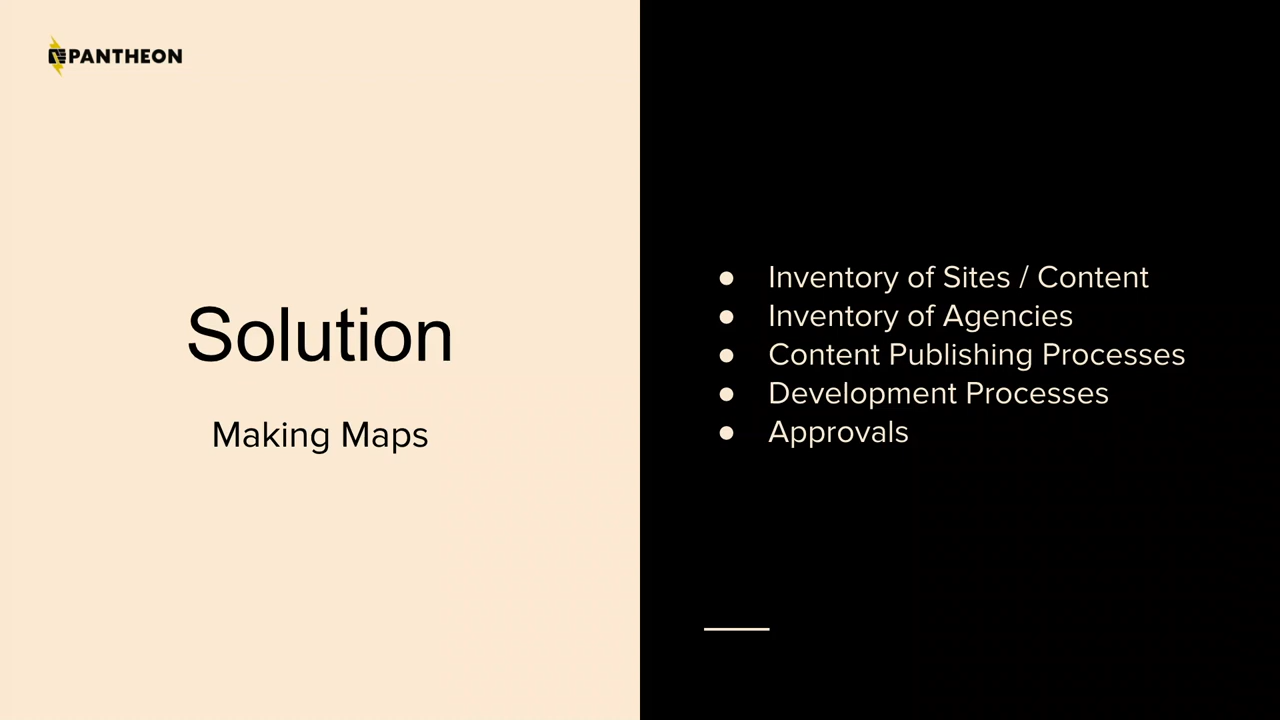 PANTHEON
Solution
Making Maps
● Inventory of Sites / Content
● Inventory of Agencies
● Content Publishing Processes
● Development Processes
● Approvals